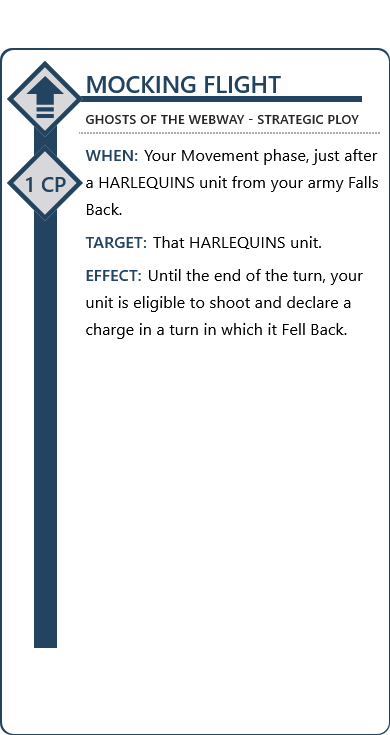 MOCKING FLIGHT
GHOSTS OF THE WEBWAY - STRATEGIC PLOY
1 CP
WHEN: Your Movement phase, just after
a HARLEQUINS unit from your army Falls
Back.
TARGET: That HARLEQUINS unit.
EFFECT: Until the end of the turn, your
unit is eligible to shoot and declare a
charge in a turn in which it Fell Back.